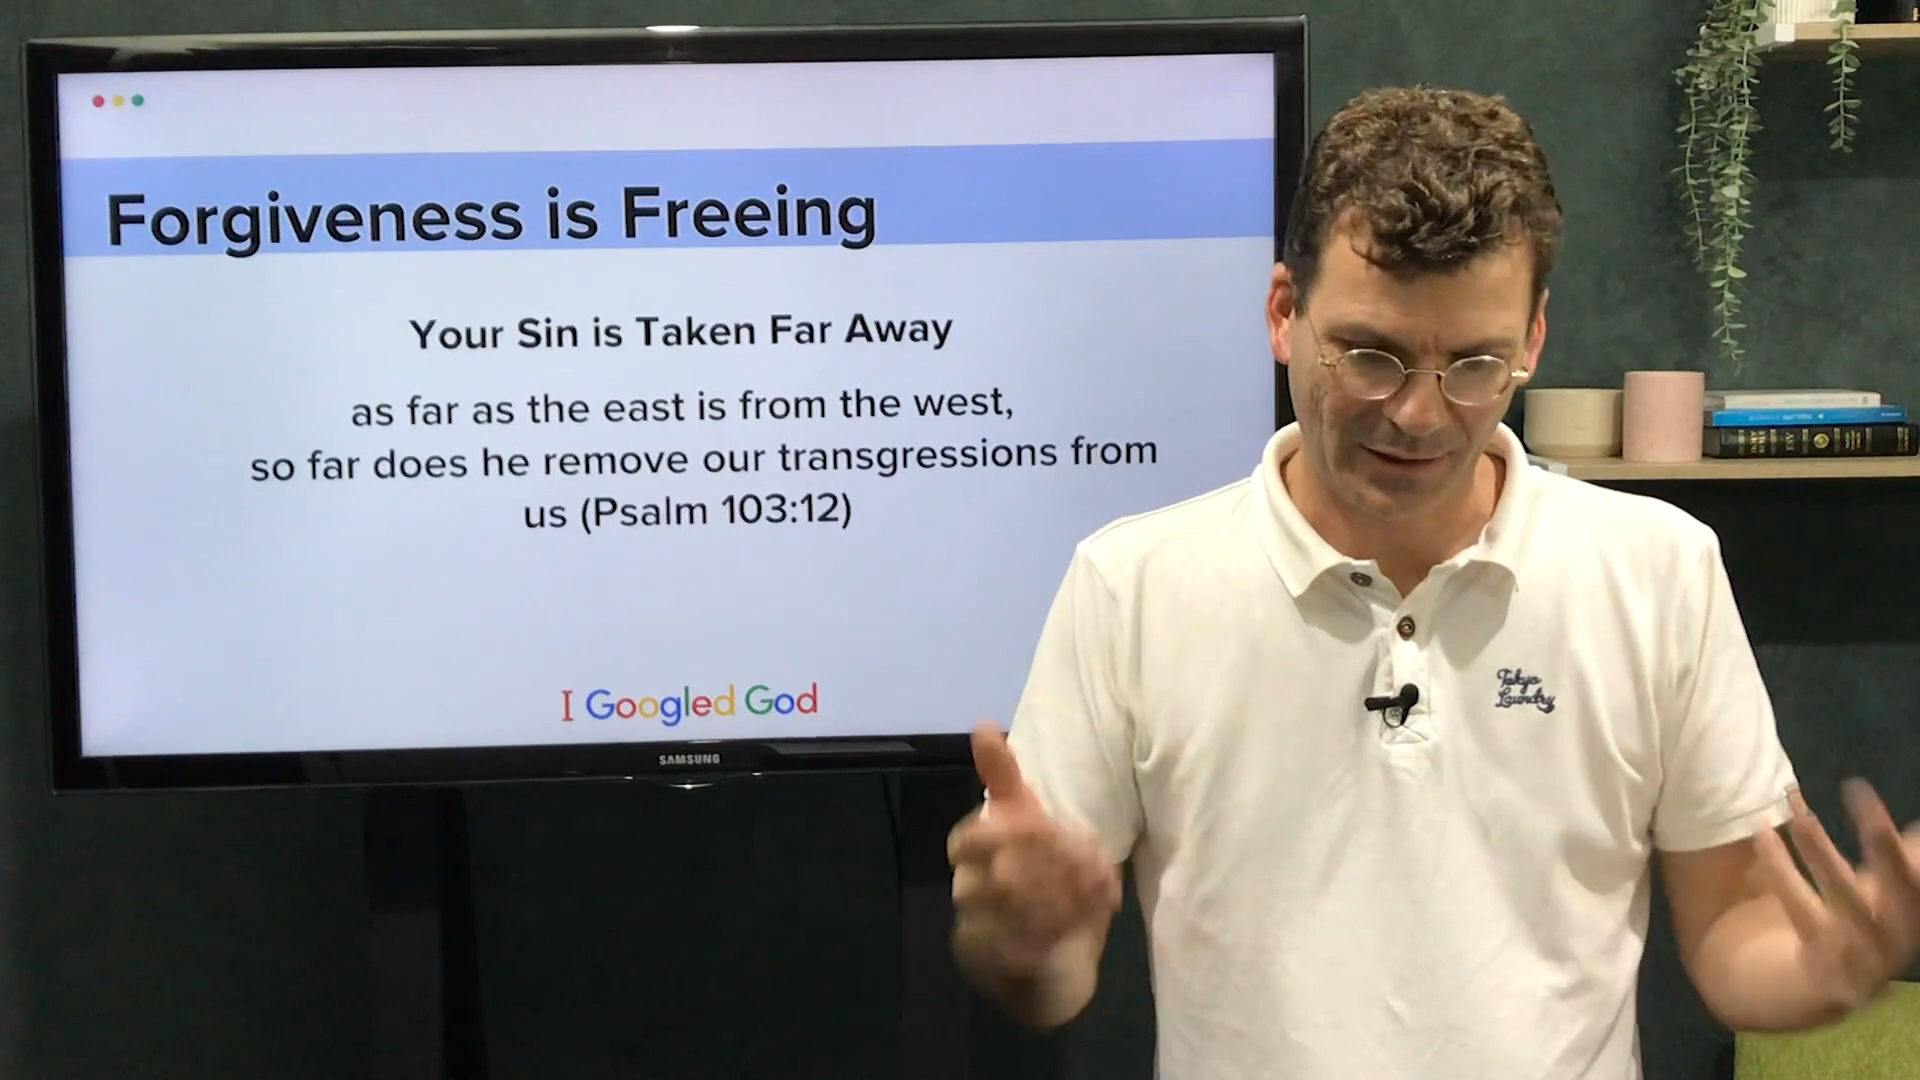 Forgiveness is Freeing
Your Sin is Taken Far Away
as far as the east is from the west,
so far does he remove our transgressions from
us (Psalm 103:12)
I Googled God
SAMSUNG
Tokyo
Laundry